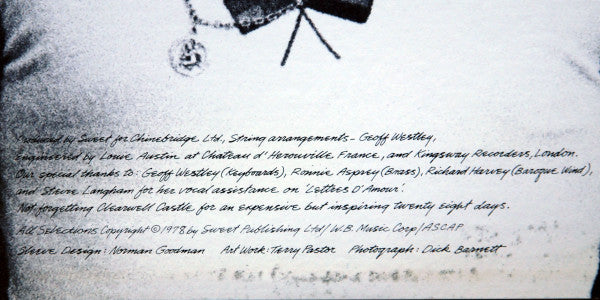 Produced by Sweet for Chinebridge Ltd., String arrangements - Geoff Westley,
Engineered by Louie Austin at Chateau d'Herouville France, and Kingsway Recorders, London.
Our special thanks to: Geoff Westley (Keyboards), Ronnie Asprey (Brass), Richard Harvey (Baroque Wind),
and Stevie Langham for her vocal assistance on 'Lettres D'Amour'.
Not forgetting Clearwell Castle for an expensive but inspiring twenty eight days.
All Selections Copyright ©1978 by Sweet Publishing Ltd/W.B. Music Corp/ASCAP
Sleeve Design: Norman Goodman Art Work: Terry Pastor Photograph: Dick Barnett